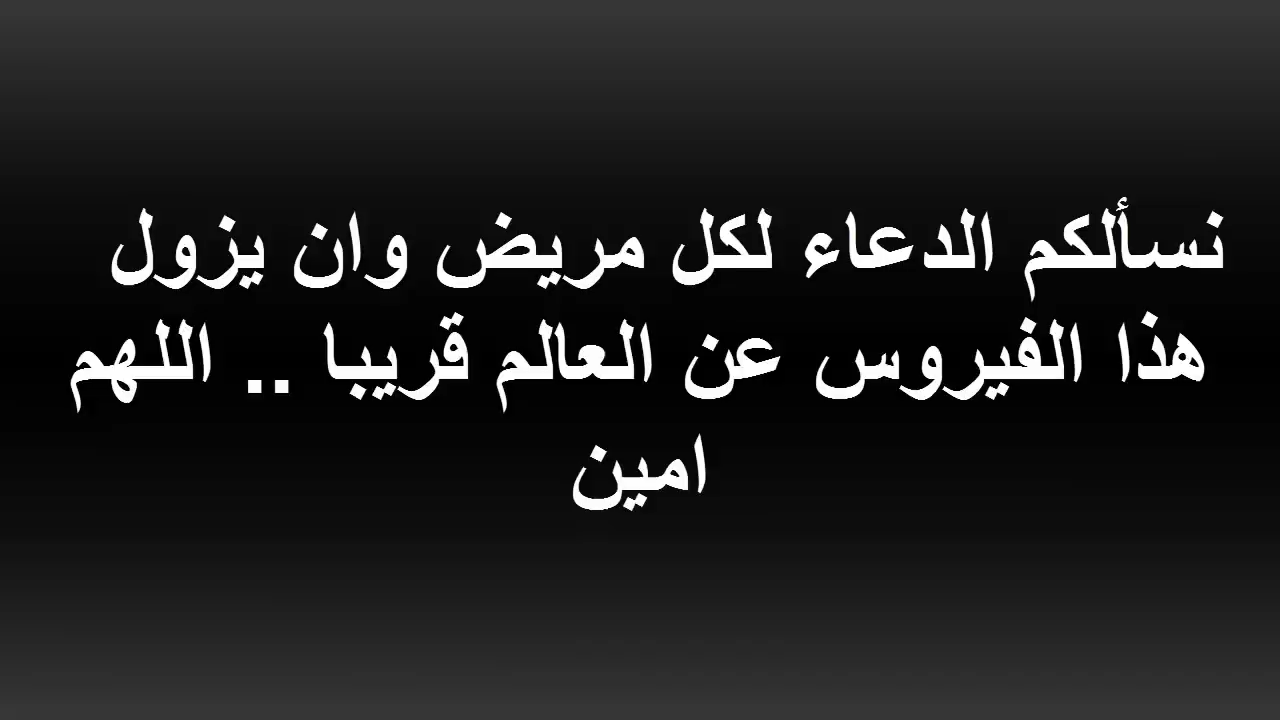 نسألكم الدعاء لكل مريض وان يزول
هذا الفيروس عن العالم قريبا .. اللهم
امين